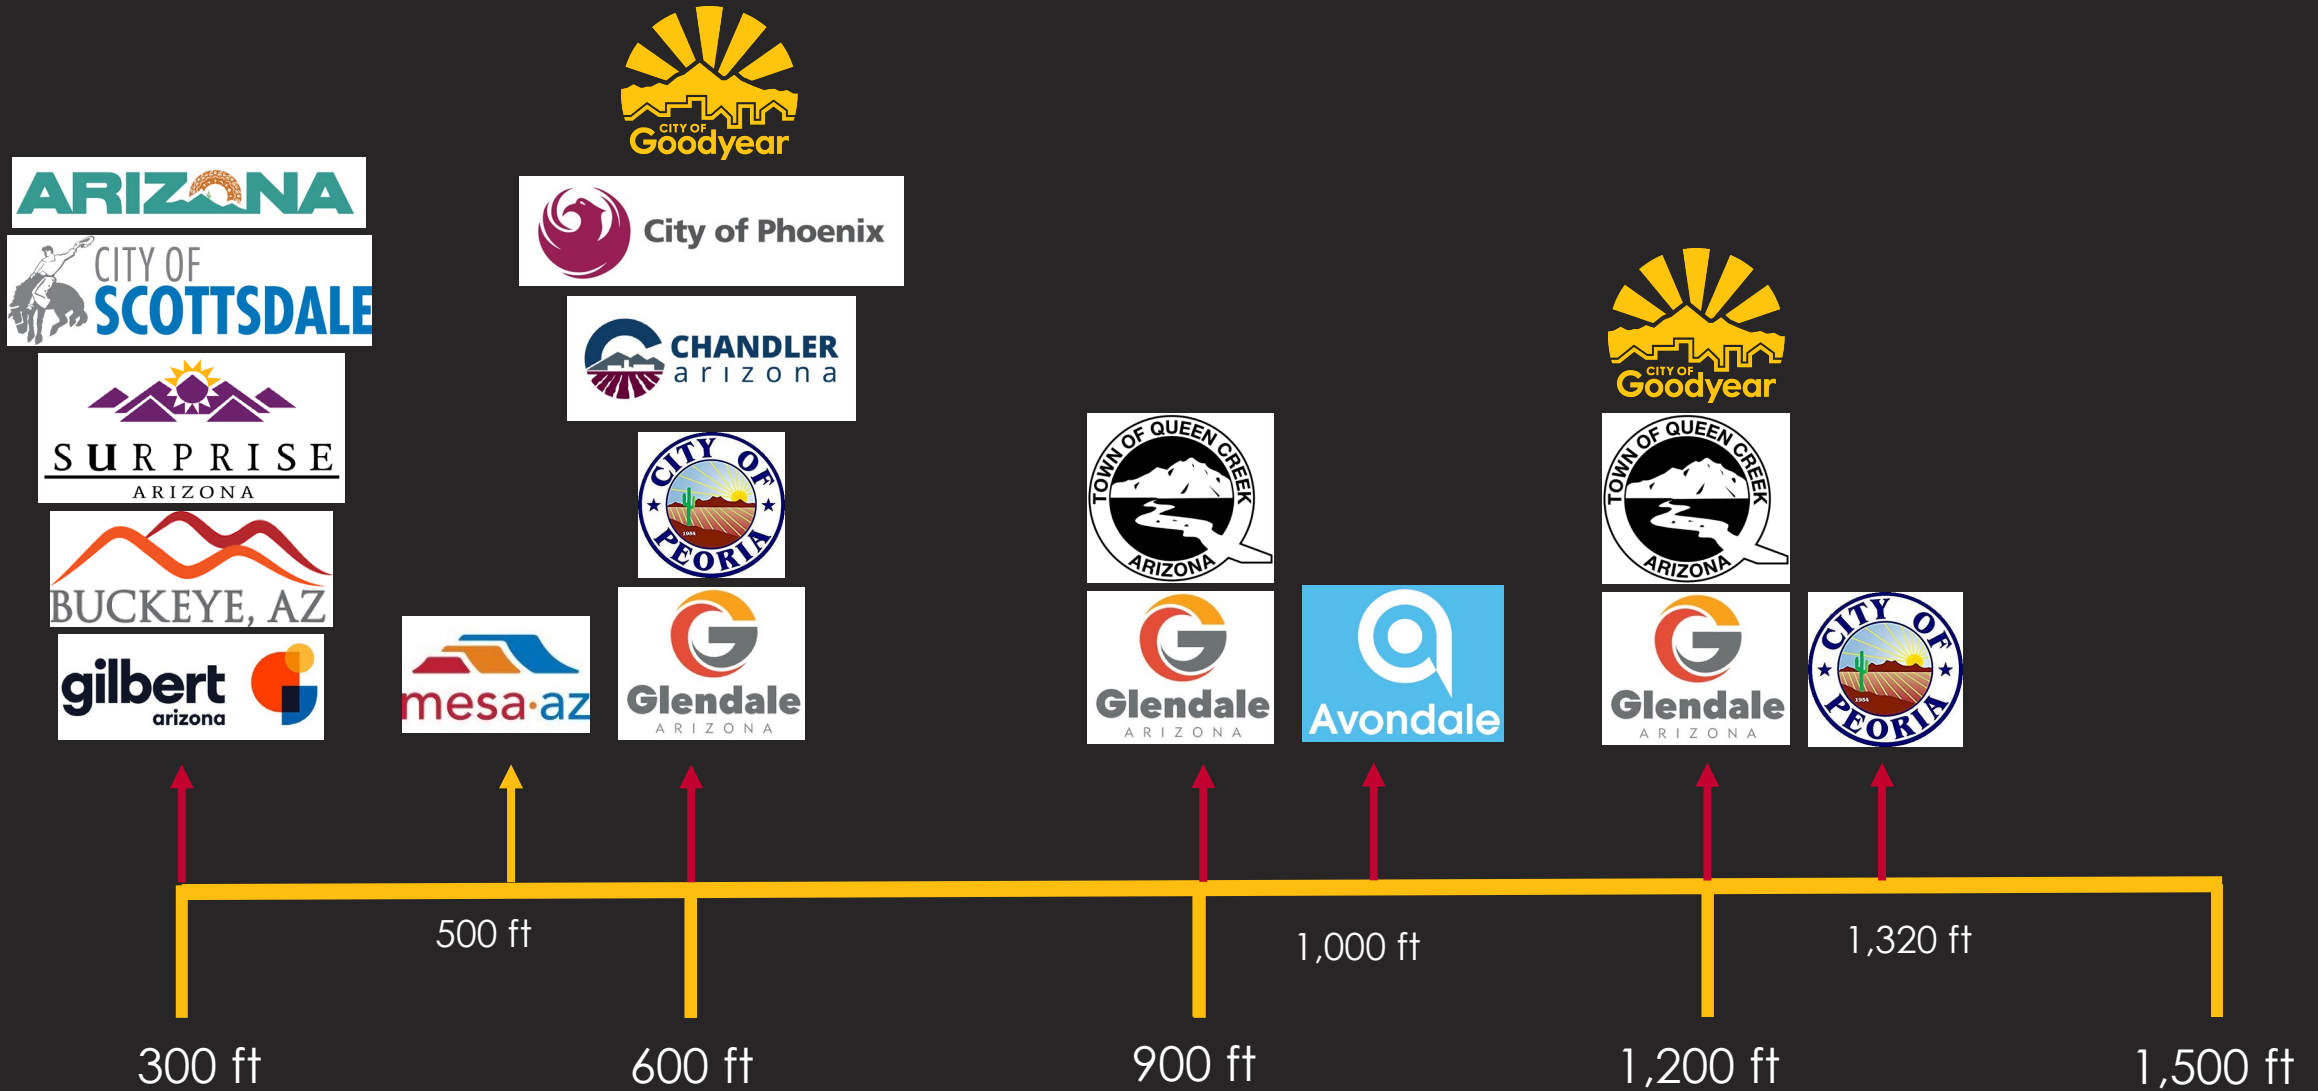 CITY OF
Goodyear
ARIZONA
CITY OF
SCOTTSDALE
SURPRISE
ARIZONA
BUCKEYE, AZ
gilbert
arizona
mesa·az
City of Phoenix
CHANDLER
arizona
CITY OF
PEORIA
1954
Glendale
ARIZONA
TOWN OF QUEEN CREEK
ARIZONA
Glendale
ARIZONA
Avondale
CITY OF
Goodyear
TOWN OF QUEEN CREEK
ARIZONA
Glendale
ARIZONA
CITY OF
PEORIA
1954
500 ft
1,000 ft
1,320 ft
300 ft
600 ft
900 ft
1,200 ft
1,500 ft